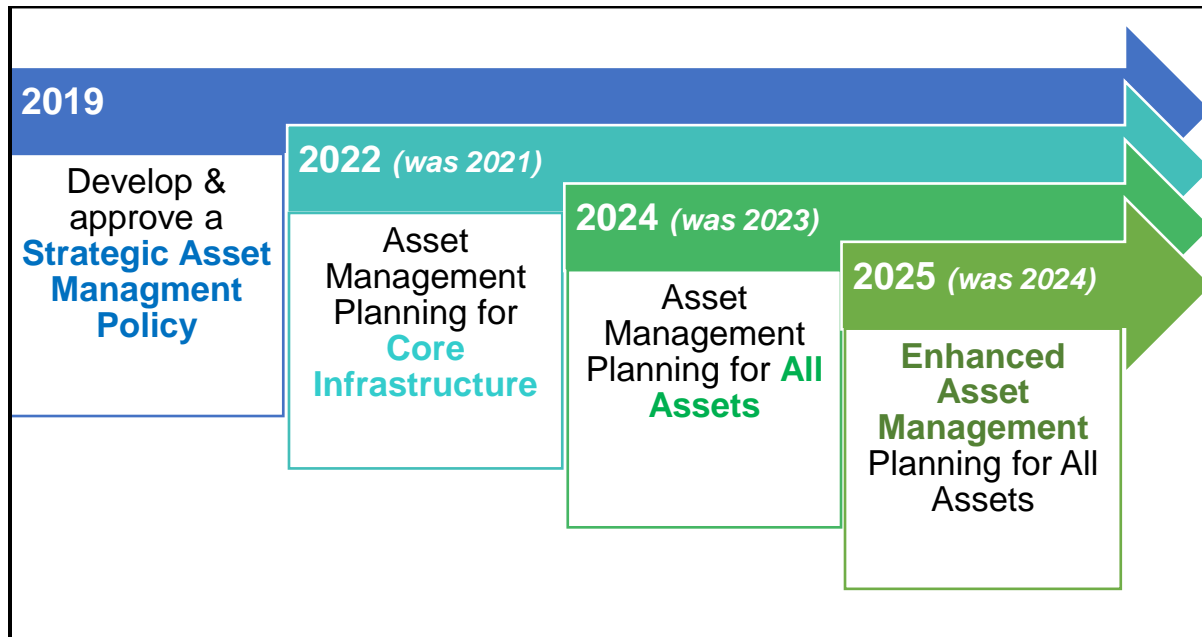 2019
Develop &
approve a
Strategic Asset
Managment
Policy
2022 (was 2021)
Asset
Management
Planning for
Core
Infrastructure
2024 (was 2023)
Asset
Management
Planning for All
Assets
2025 (was 2024)
Enhanced
Asset
Management
Planning for All
Assets